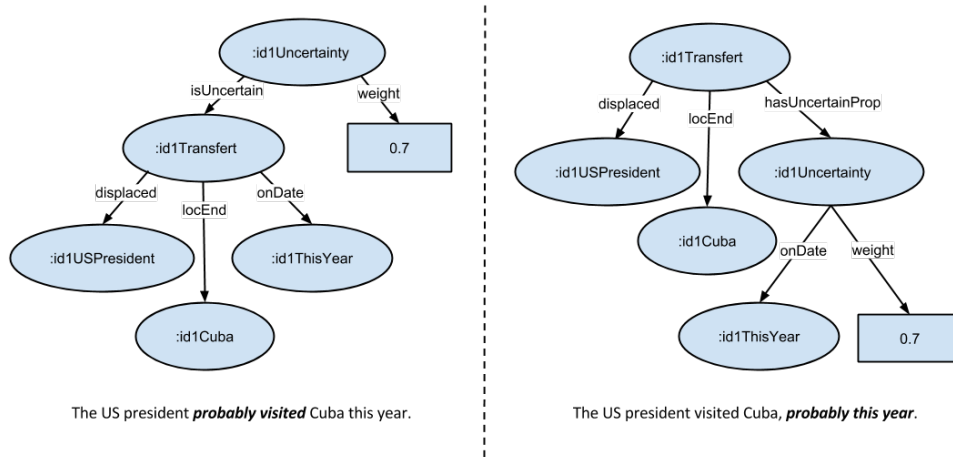 :id1Uncertainty
isUncertain
weight
:id1Transfert
0.7
displaced
locEnd
onDate
:id1USPresident
:id1ThisYear
:id1Cuba
The US president probably visited Cuba this year.
:id1Transfert
displaced
locEnd
hasUncertainProp
:id1USPresident
:id1Uncertainty
:id1Cuba
onDate
weight
:id1ThisYear
0.7
The US president visited Cuba, probably this year.